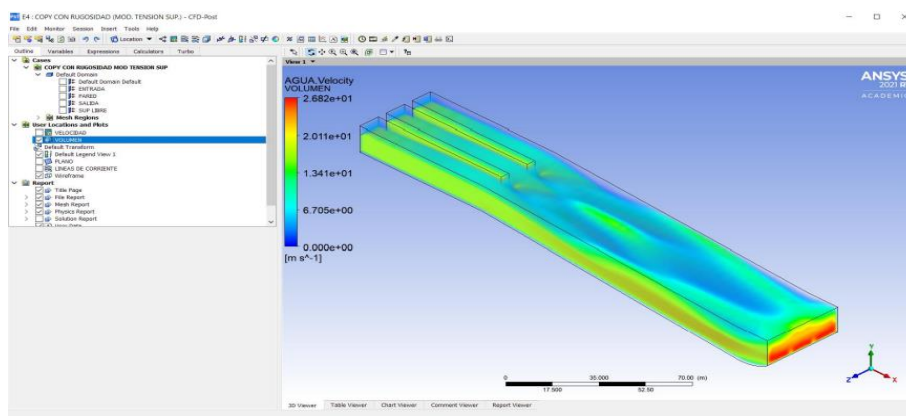 E4 : COPY CON RUGOSIDAD (MOD. TENSION SUP.) - CFD-Post
File Edit Monitor Session Insert Tools Help
Location
Outline Variables Expressions Calculators Turbo
Cases
COPY CON RUGOSIDAD MOD TENSION SUP
Default Domain
Default Domain Default
ENTRADA
PARED
SALIDA
SUP LIBRE
Mesh Regions
User Locations and Plots
VELOCIDAD
VOLUMEN
Default Transform
Default Legend View 1
PLANO
LINEAS DE CORRIENTE
Wireframe
Report
Title Page
File Report
Mesh Report
Physics Report
Solution Report
User Data
View 1
AGUA.Velocity
VOLUMEN
2.682e+01
2.011e+01
1.341e+01
6.705e+00
0.000e+00
[m s^-1]
ANSYS
2021 R
ACADEMI
0 35.000 70.00 (m)
17.500 52.50
Y
Z X
3D Viewer Table Viewer Chart Viewer Comment Viewer Report Viewer